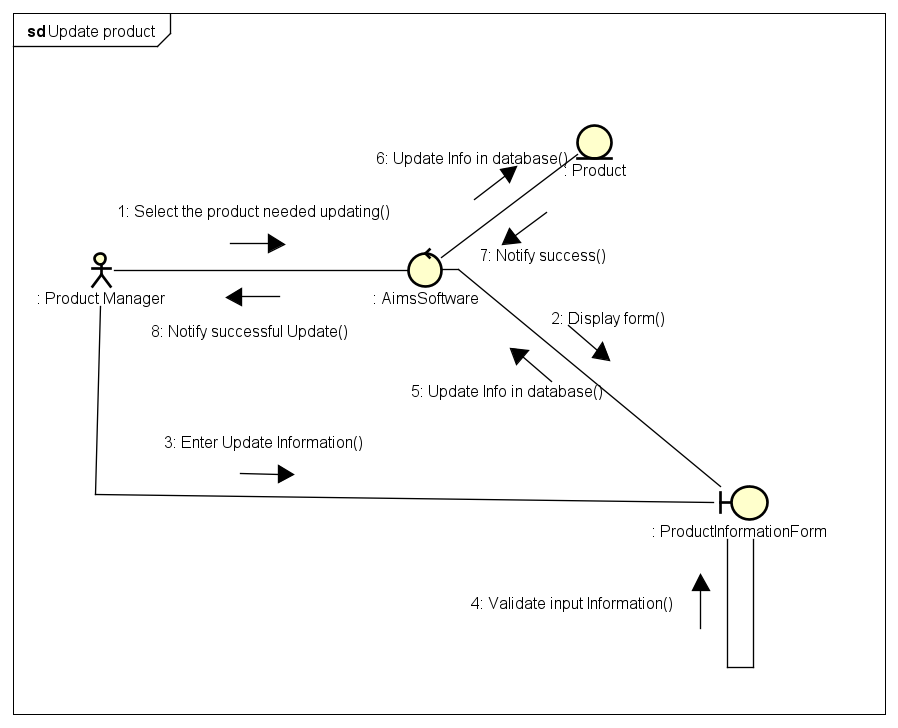 sd Update product
6: Update Info in database()
: Product
1: Select the product needed updating()
7: Notify success()
: Product Manager
: AimsSoftware
8: Notify successful Update()
2: Display form()
5: Update Info in database()
3: Enter Update Information()
: ProductInformationForm
4: Validate input Information()